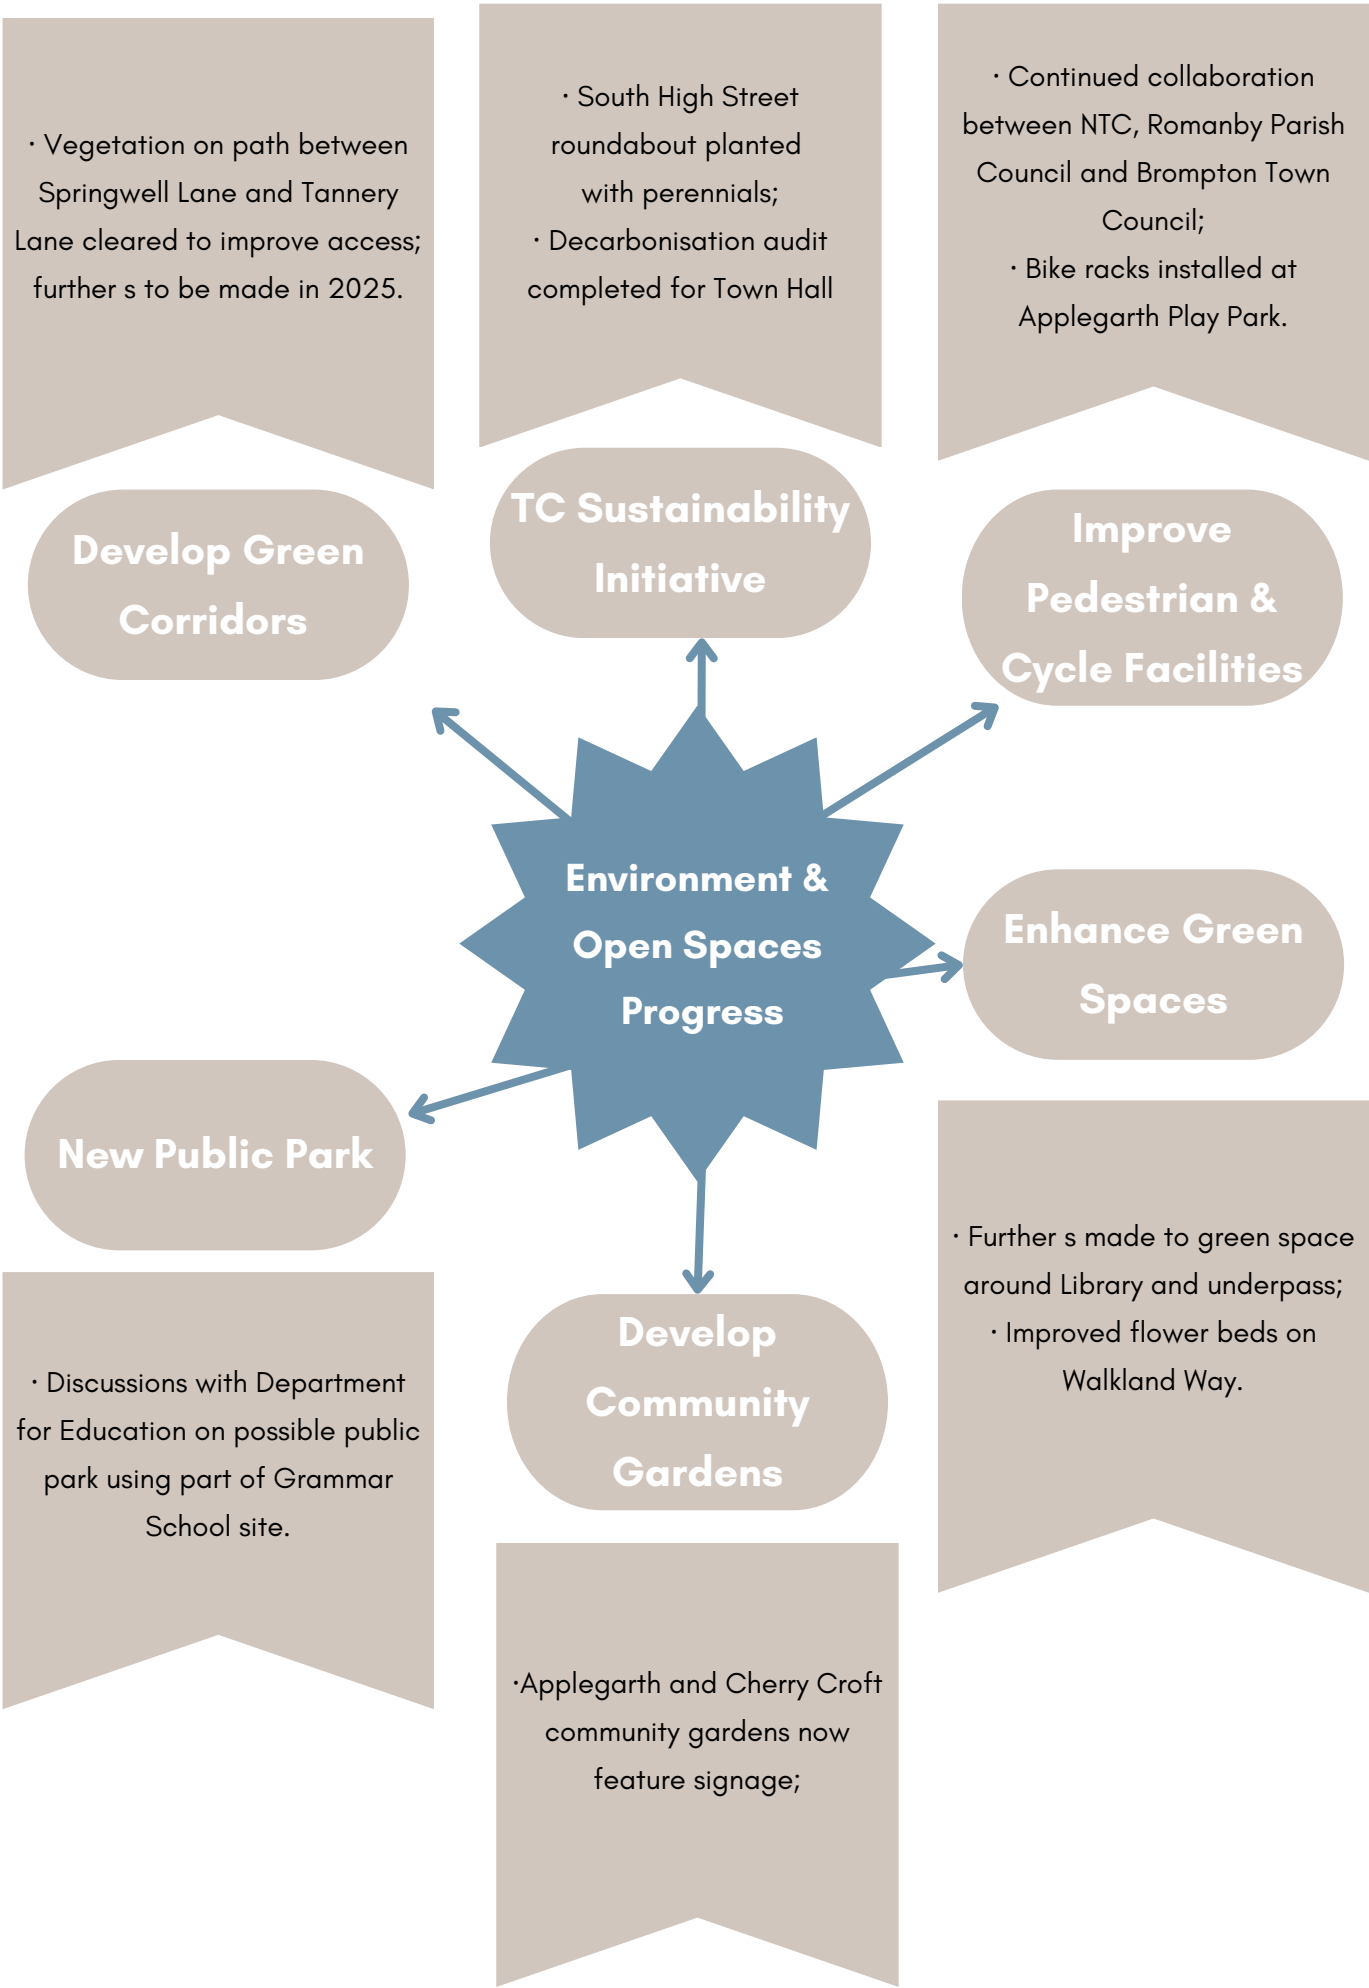 · Vegetation on path between
Springwell Lane and Tannery
Lane cleared to improve access;
further s to be made in 2025.
· South High Street
roundabout planted
with perennials;
· Decarbonisation audit
completed for Town Hall
· Continued collaboration
between NTC, Romanby Parish
Council and Brompton Town
Council;
· Bike racks installed at
Applegarth Play Park.
Develop Green
Corridors
TC Sustainability
Initiative
Improve
Pedestrian &
Cycle Facilities
Environment &
Open Spaces
Progress
Enhance Green
Spaces
· Further s made to green space
around Library and underpass;
· Improved flower beds on
Walkland Way.
New Public Park
· Discussions with Department
for Education on possible public
park using part of Grammar
School site.
Develop
Community
Gardens
·Applegarth and Cherry Croft
community gardens now
feature signage;